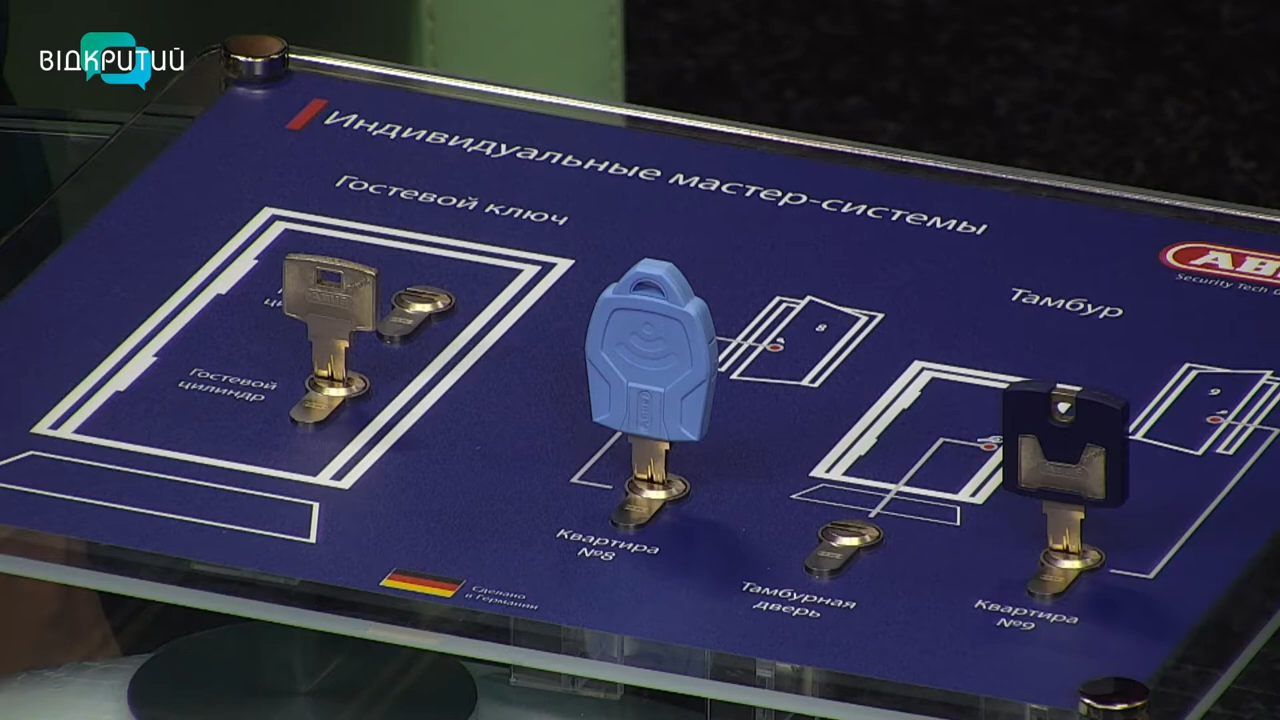 ВІДКРИТИЙ
Индивидуальные мастер-системы
Гостевой ключ
Тамбур
Security Tech
8
9
Гостевой
цилиндр
Квартира
№8
Тамбурная
дверь
Квартира
№9
Сделано
в Германии